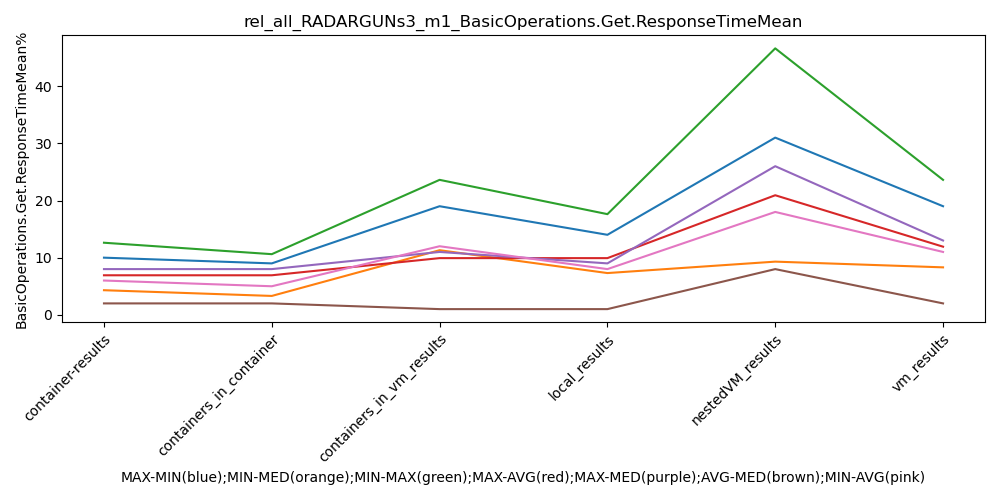 rel_all_RADARGUNs3_m1_BasicOperations.Get.ResponseTimeMean
BasicOperations.Get.ResponseTimeMean%
40
30
20
10
0
container-results
containers_in_container
containers_in_vm_results
local_results
nestedVM_results
vm_results
MAX-MIN(blue);MIN-MED(orange);MIN-MAX(green);MAX-AVG(red);MAX-MED(purple);AVG-MED(brown);MIN-AVG(pink)